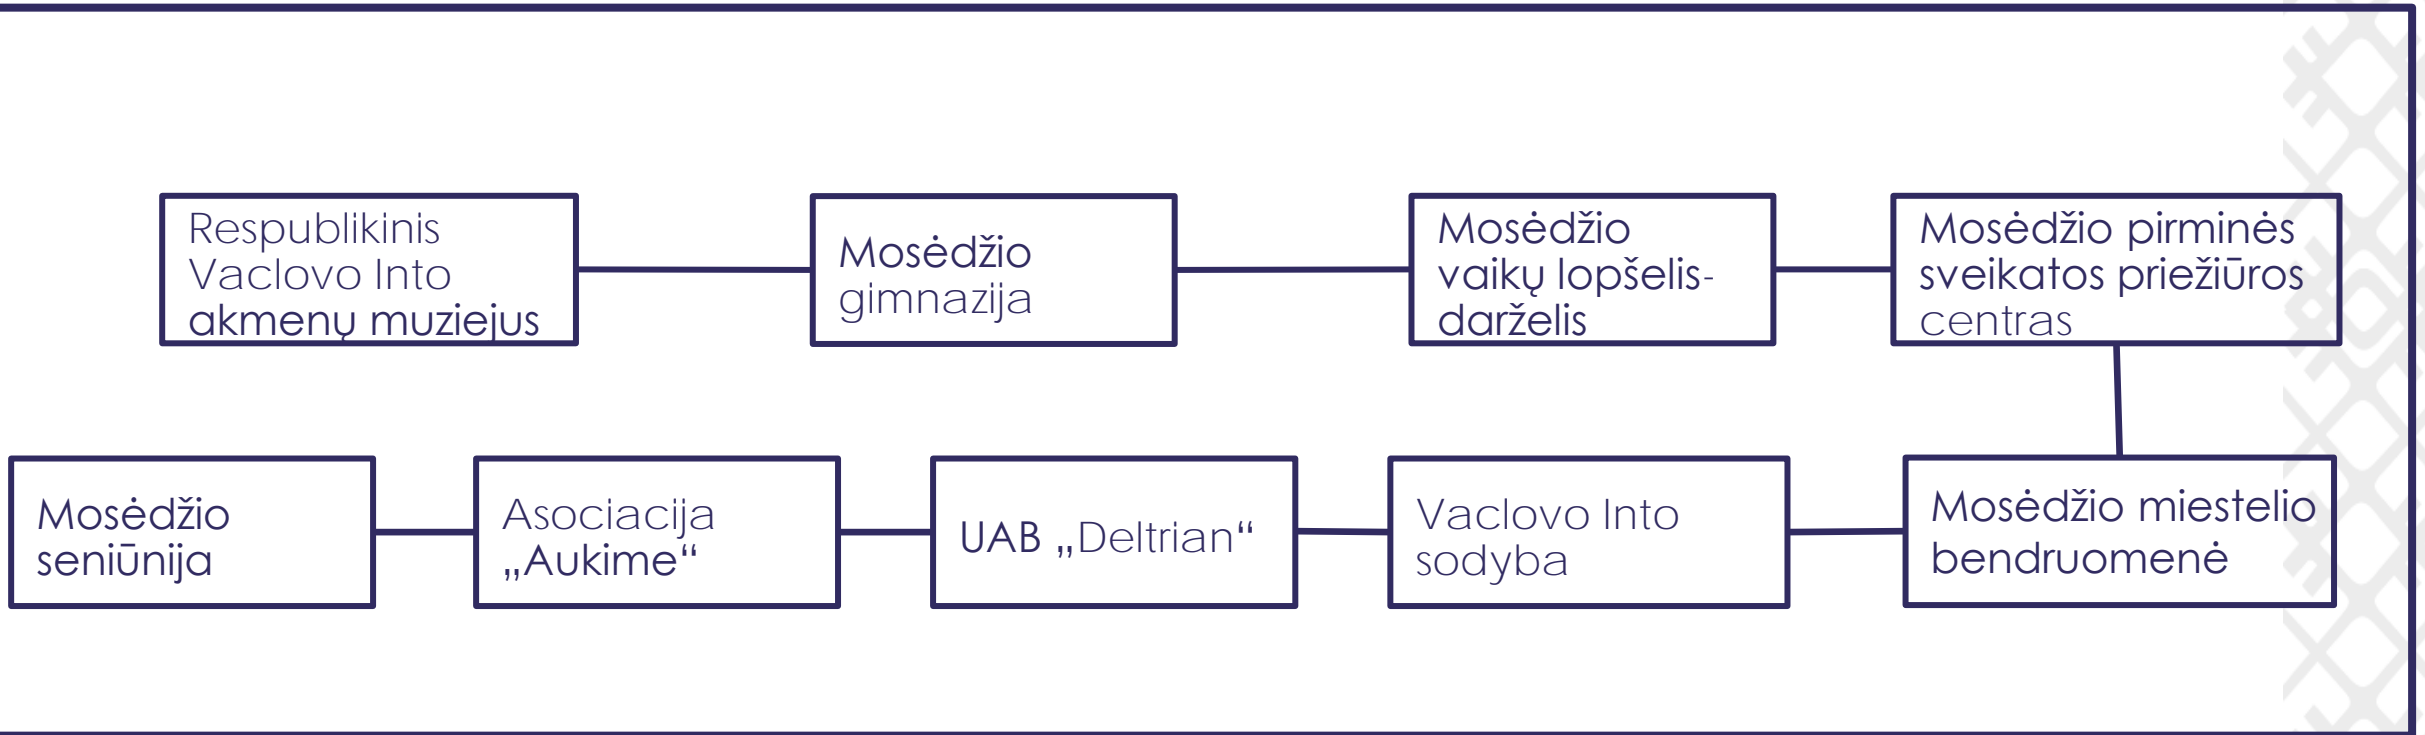 Respublikinis
Vaclovo Into
akmenų muziejus
Mosėdžio
gimnazija
Mosėdžio
vaikų lopšelis-
darželis
Mosėdžio pirminės
sveikatos priežiūros
centras
Mosėdžio
seniūnija
Asociacija
„Aukime“
UAB „Deltrian“
Vaclovo Into
sodyba
Mosėdžio miestelio
bendruomenė